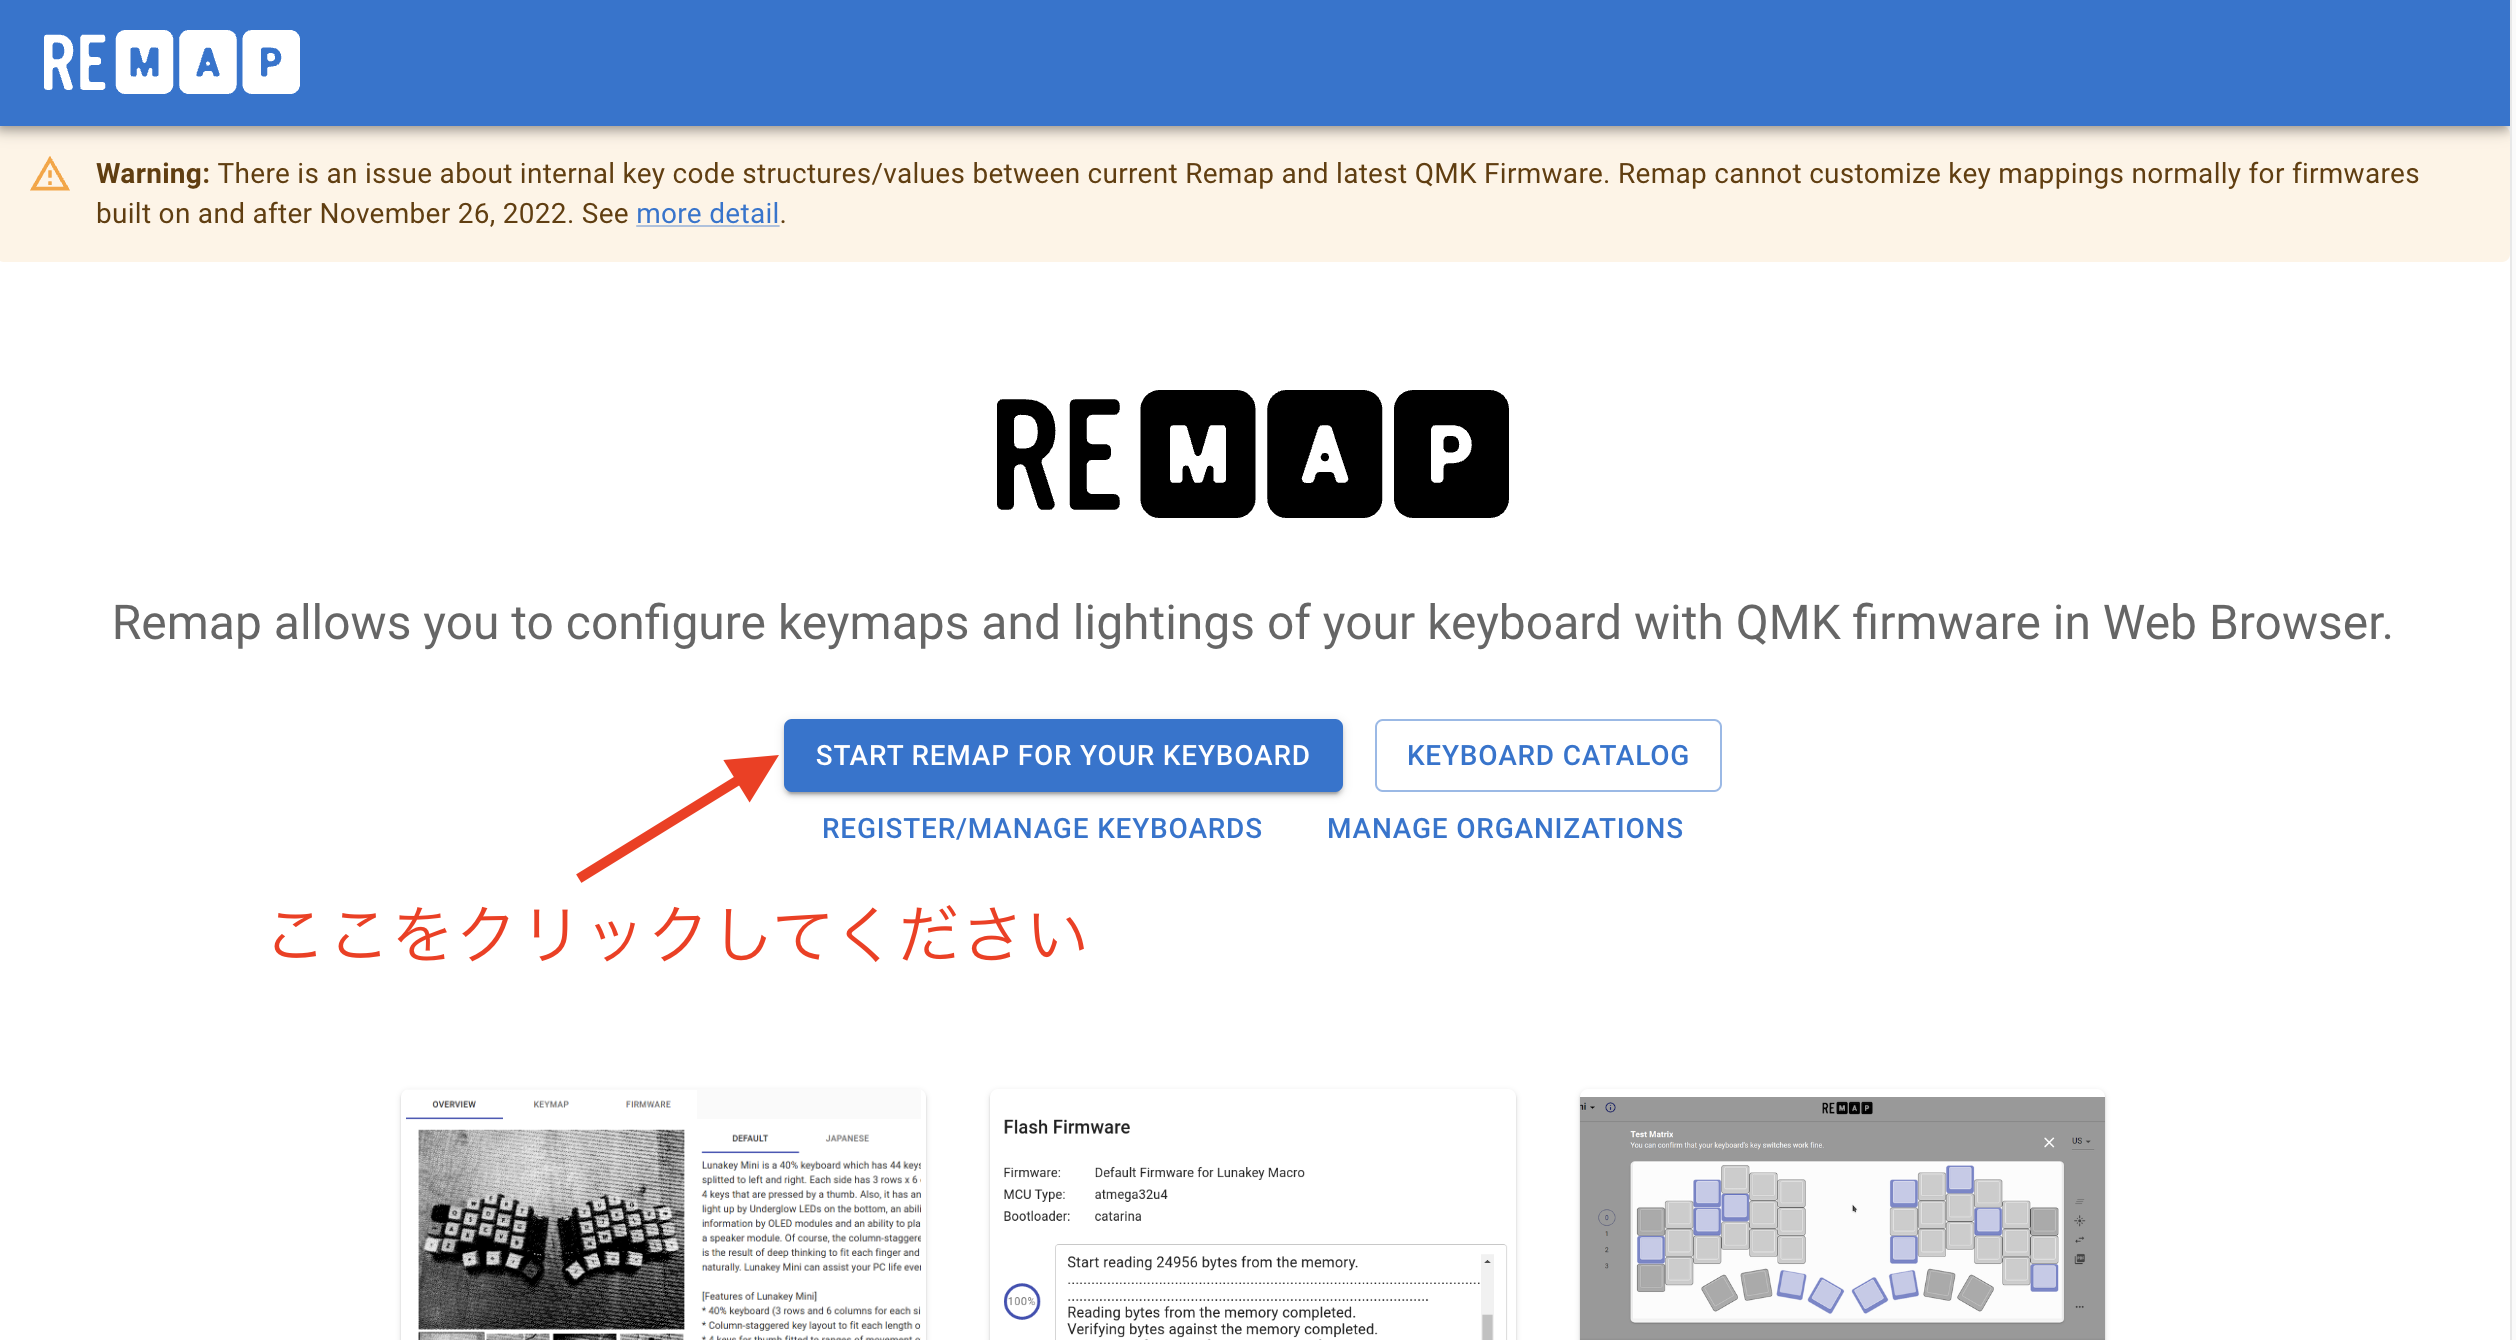 REMAP
Warning: There is an issue about internal key code structures/values between current Remap and latest QMK Firmware. Remap cannot customize key mappings normally for firmwares
built on and after November 26, 2022. See more detail.
REMAP
Remap allows you to configure keymaps and lightings of your keyboard with QMK firmware in Web Browser.
START REMAP FOR YOUR KEYBOARD
KEYBOARD CATALOG
REGISTER/MANAGE KEYBOARDS
MANAGE ORGANIZATIONS
ここをクリックしてください
OVERVIEW
KEYMAP
FIRMWARE
DEFAULT
JAPANESE
Lunakey Mini is a 40% keyboard which has 44 keys
splitted to left and right. Each side has 3 rows x 6
4 keys that are pressed by a thumb. Also, it has an
light up by Underglow LEDs on the bottom, an abili
information by OLED modules and an ability to pla
a speaker module. Of course, the column-staggere
is the result of deep thinking to fit each finger and
naturally. Lunakey Mini can assist your PC life ever
[Features of Lunakey Mini]
* 40% keyboard (3 rows and 6 columns for each si
* Column-staggered key layout to fit each length o
Flash Firmware
Firmware: Default Firmware for Lunakey Macro
MCU Type: atmega32u4
Bootloader: catarina
100%
Start reading 24956 bytes from the memory.
Reading bytes from the memory completed.
Verifying bytes against the memory completed.
ni
REMAP
Test Matrix
You can confirm that your keyboard's key switches work fine.
US
0
1
2
3